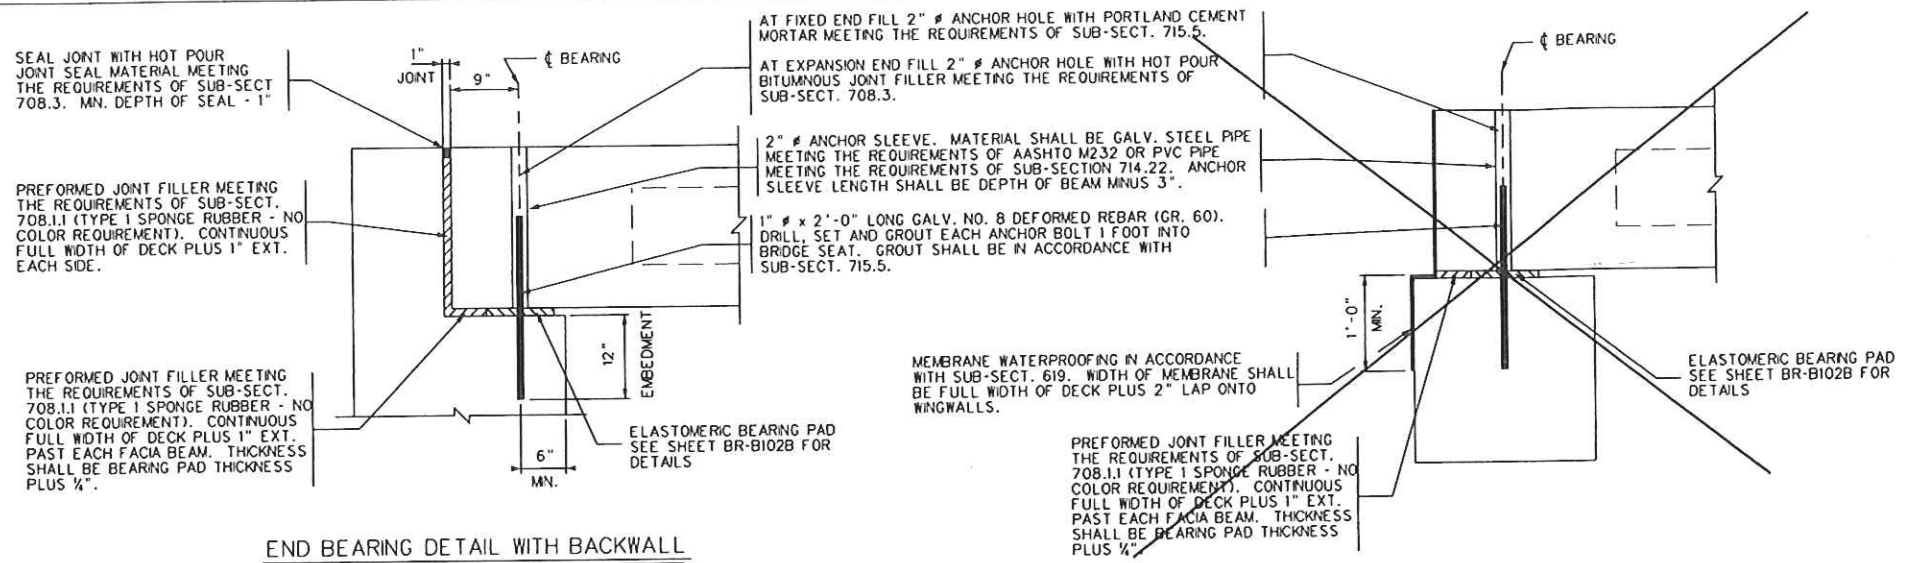 SEAL JOINT WITH HOT POUR
JOINT SEAL MATERIAL MEETING
THE REQUIREMENTS OF SUB-SECT
708.3. MIN. DEPTH OF SEAL - 1"
1"
JOINT
9"
℄ BEARING
PREFORMED JOINT FILLER MEETING
THE REQUIREMENTS OF SUB-SECT.
708.1.1 (TYPE 1 SPONGE RUBBER - NO
COLOR REQUIREMENT). CONTINUOUS
FULL WIDTH OF DECK PLUS 1" EXT.
EACH SIDE.
PREFORMED JOINT FILLER MEETING
THE REQUIREMENTS OF SUB-SECT.
708.1.1 (TYPE 1 SPONGE RUBBER - NO
COLOR REQUIREMENT). CONTINUOUS
FULL WIDTH OF DECK PLUS 1" EXT.
PAST EACH FACIA BEAM. THICKNESS
SHALL BE BEARING PAD THICKNESS
PLUS ¼".
12"
EMBEDMENT
6"
MIN.
ELASTOMERIC BEARING PAD
SEE SHEET BR-B102B FOR
DETAILS
END BEARING DETAIL WITH BACKWALL
AT FIXED END FILL 2" ø ANCHOR HOLE WITH PORTLAND CEMENT
MORTAR MEETING THE REQUIREMENTS OF SUB-SECT. 715.5.
AT EXPANSION END FILL 2" ø ANCHOR HOLE WITH HOT POUR
BITUMNOUS JOINT FILLER MEETING THE REQUIREMENTS OF
SUB-SECT. 708.3.
2" ø ANCHOR SLEEVE. MATERIAL SHALL BE GALV. STEEL PIPE
MEETING THE REQUIREMENTS OF AASHTO M232 OR PVC PIPE
MEETING THE REQUIREMENTS OF SUB-SECTION 714.22. ANCHOR
SLEEVE LENGTH SHALL BE DEPTH OF BEAM MINUS 3".
1" ø x 2'-0" LONG GALV. NO. 8 DEFORMED REBAR (GR. 60).
DRILL, SET AND GROUT EACH ANCHOR BOLT 1 FOOT INTO
BRIDGE SEAT. GROUT SHALL BE IN ACCORDANCE WITH
SUB-SECT. 715.5.
℄ BEARING
1'-0"
MIN.
MEMBRANE WATERPROOFING IN ACCORDANCE
WITH SUB-SECT. 619. WIDTH OF MEMBRANE SHALL
BE FULL WIDTH OF DECK PLUS 2" LAP ONTO
WINGWALLS.
ELASTOMERIC BEARING PAD
SEE SHEET BR-B102B FOR
DETAILS
PREFORMED JOINT FILLER MEETING
THE REQUIREMENTS OF SUB-SECT.
708.1.1 (TYPE 1 SPONGE RUBBER - NO
COLOR REQUIREMENT). CONTINUOUS
FULL WIDTH OF DECK PLUS 1" EXT.
PAST EACH FACIA BEAM. THICKNESS
SHALL BE BEARING PAD THICKNESS
PLUS ¼".